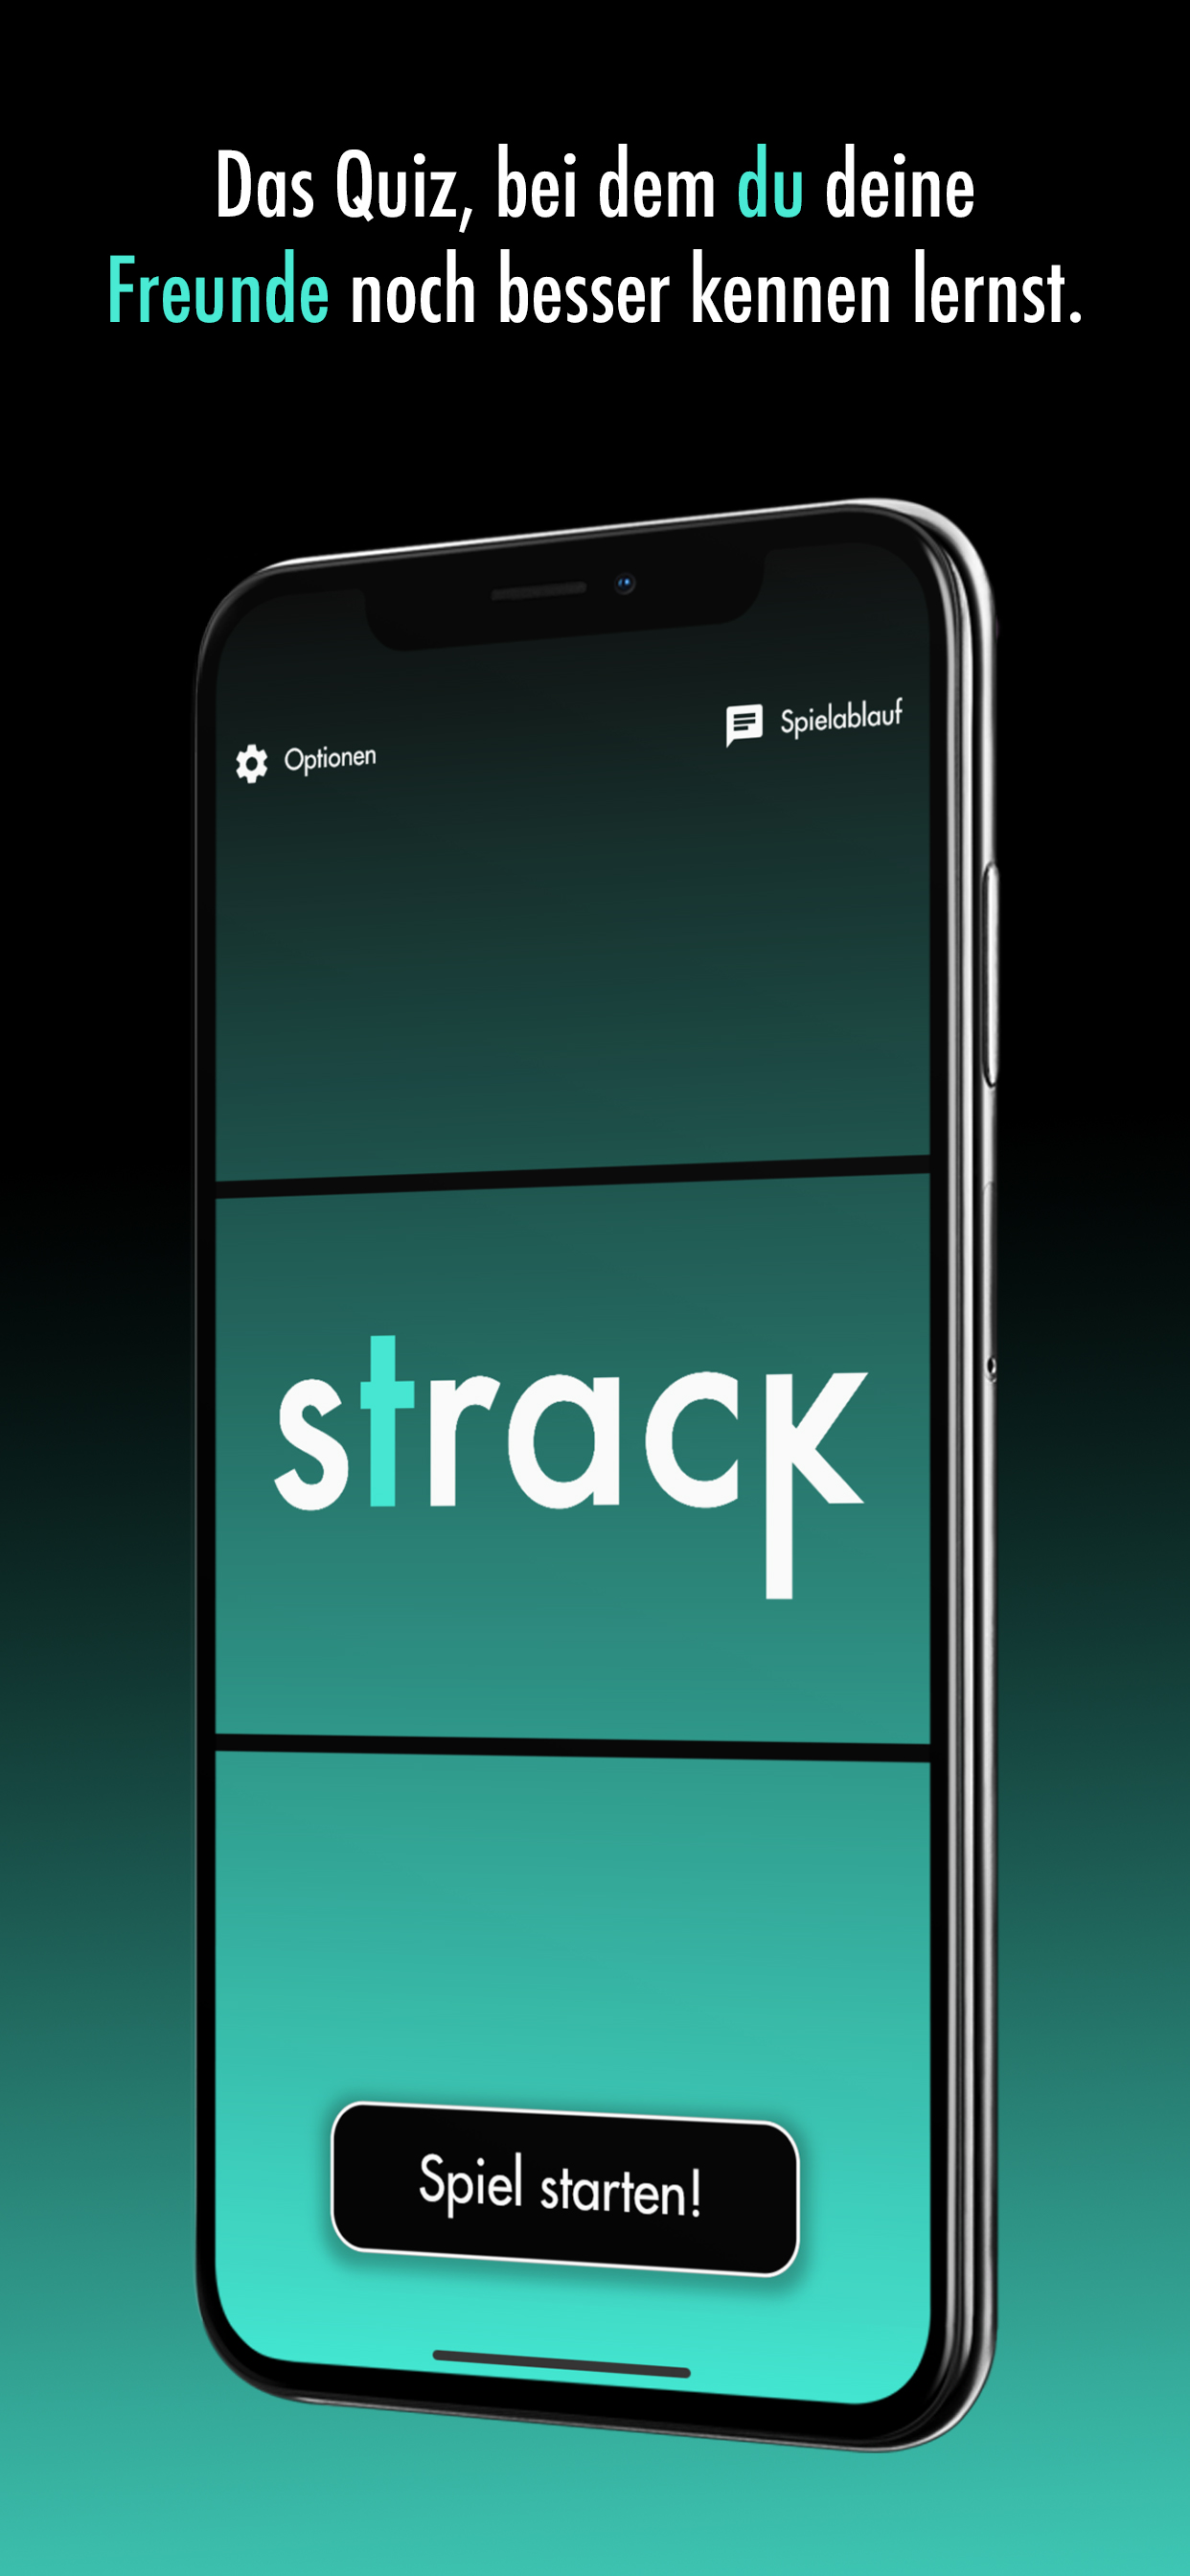 Das Quiz, bei dem du deine
Freunde noch besser kennen lernst.
Optionen
Spielablauf
strack
Spiel starten!